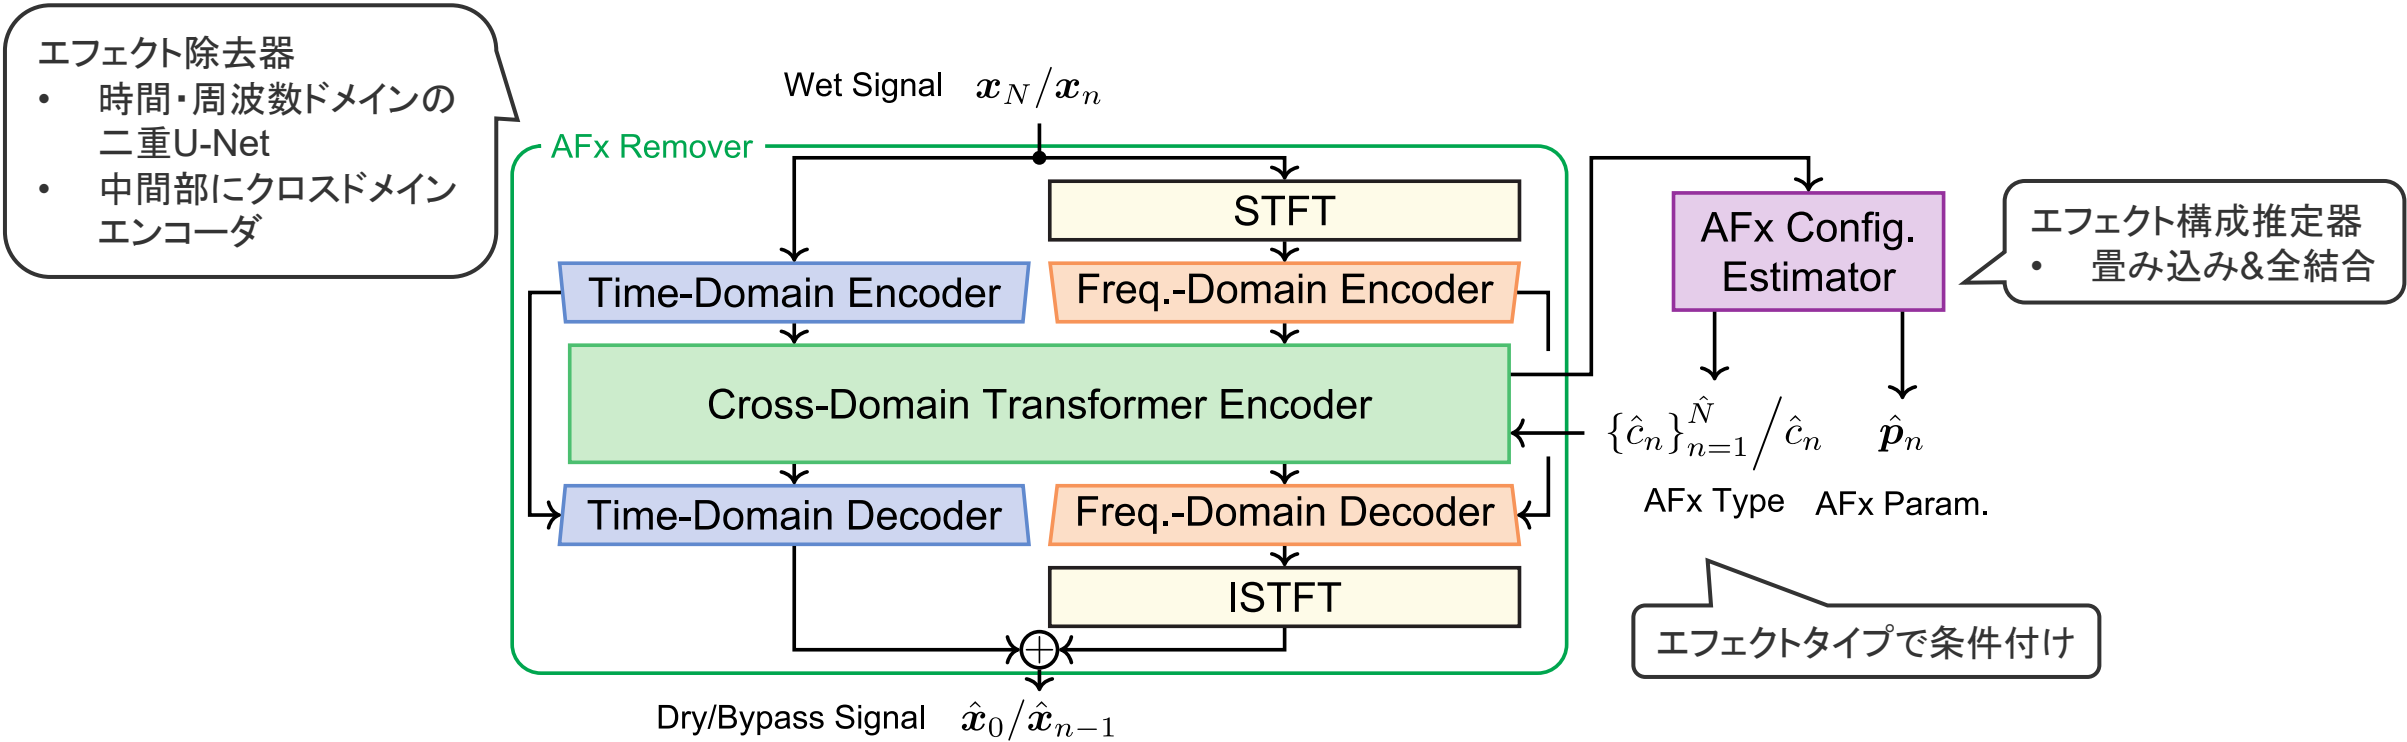 エフェクト除去器
• 時間・周波数ドメインの
二重U-Net
• 中間部にクロスドメイン
エンコーダ
Wet Signal 𝒙_N/𝒙_n
AFx Remover
STFT
Time-Domain Encoder
Freq.-Domain Encoder
Cross-Domain Transformer Encoder
Time-Domain Decoder
Freq.-Domain Decoder
ISTFT
Dry/Bypass Signal 𝒙̂_0/𝒙̂_{n−1}
AFx Config.
Estimator
エフェクト構成推定器
• 畳み込み&全結合
{ĉ_n}_{n=1}^{N̂}/ĉ_n 𝒑̂_n
AFx Type AFx Param.
エフェクトタイプで条件付け